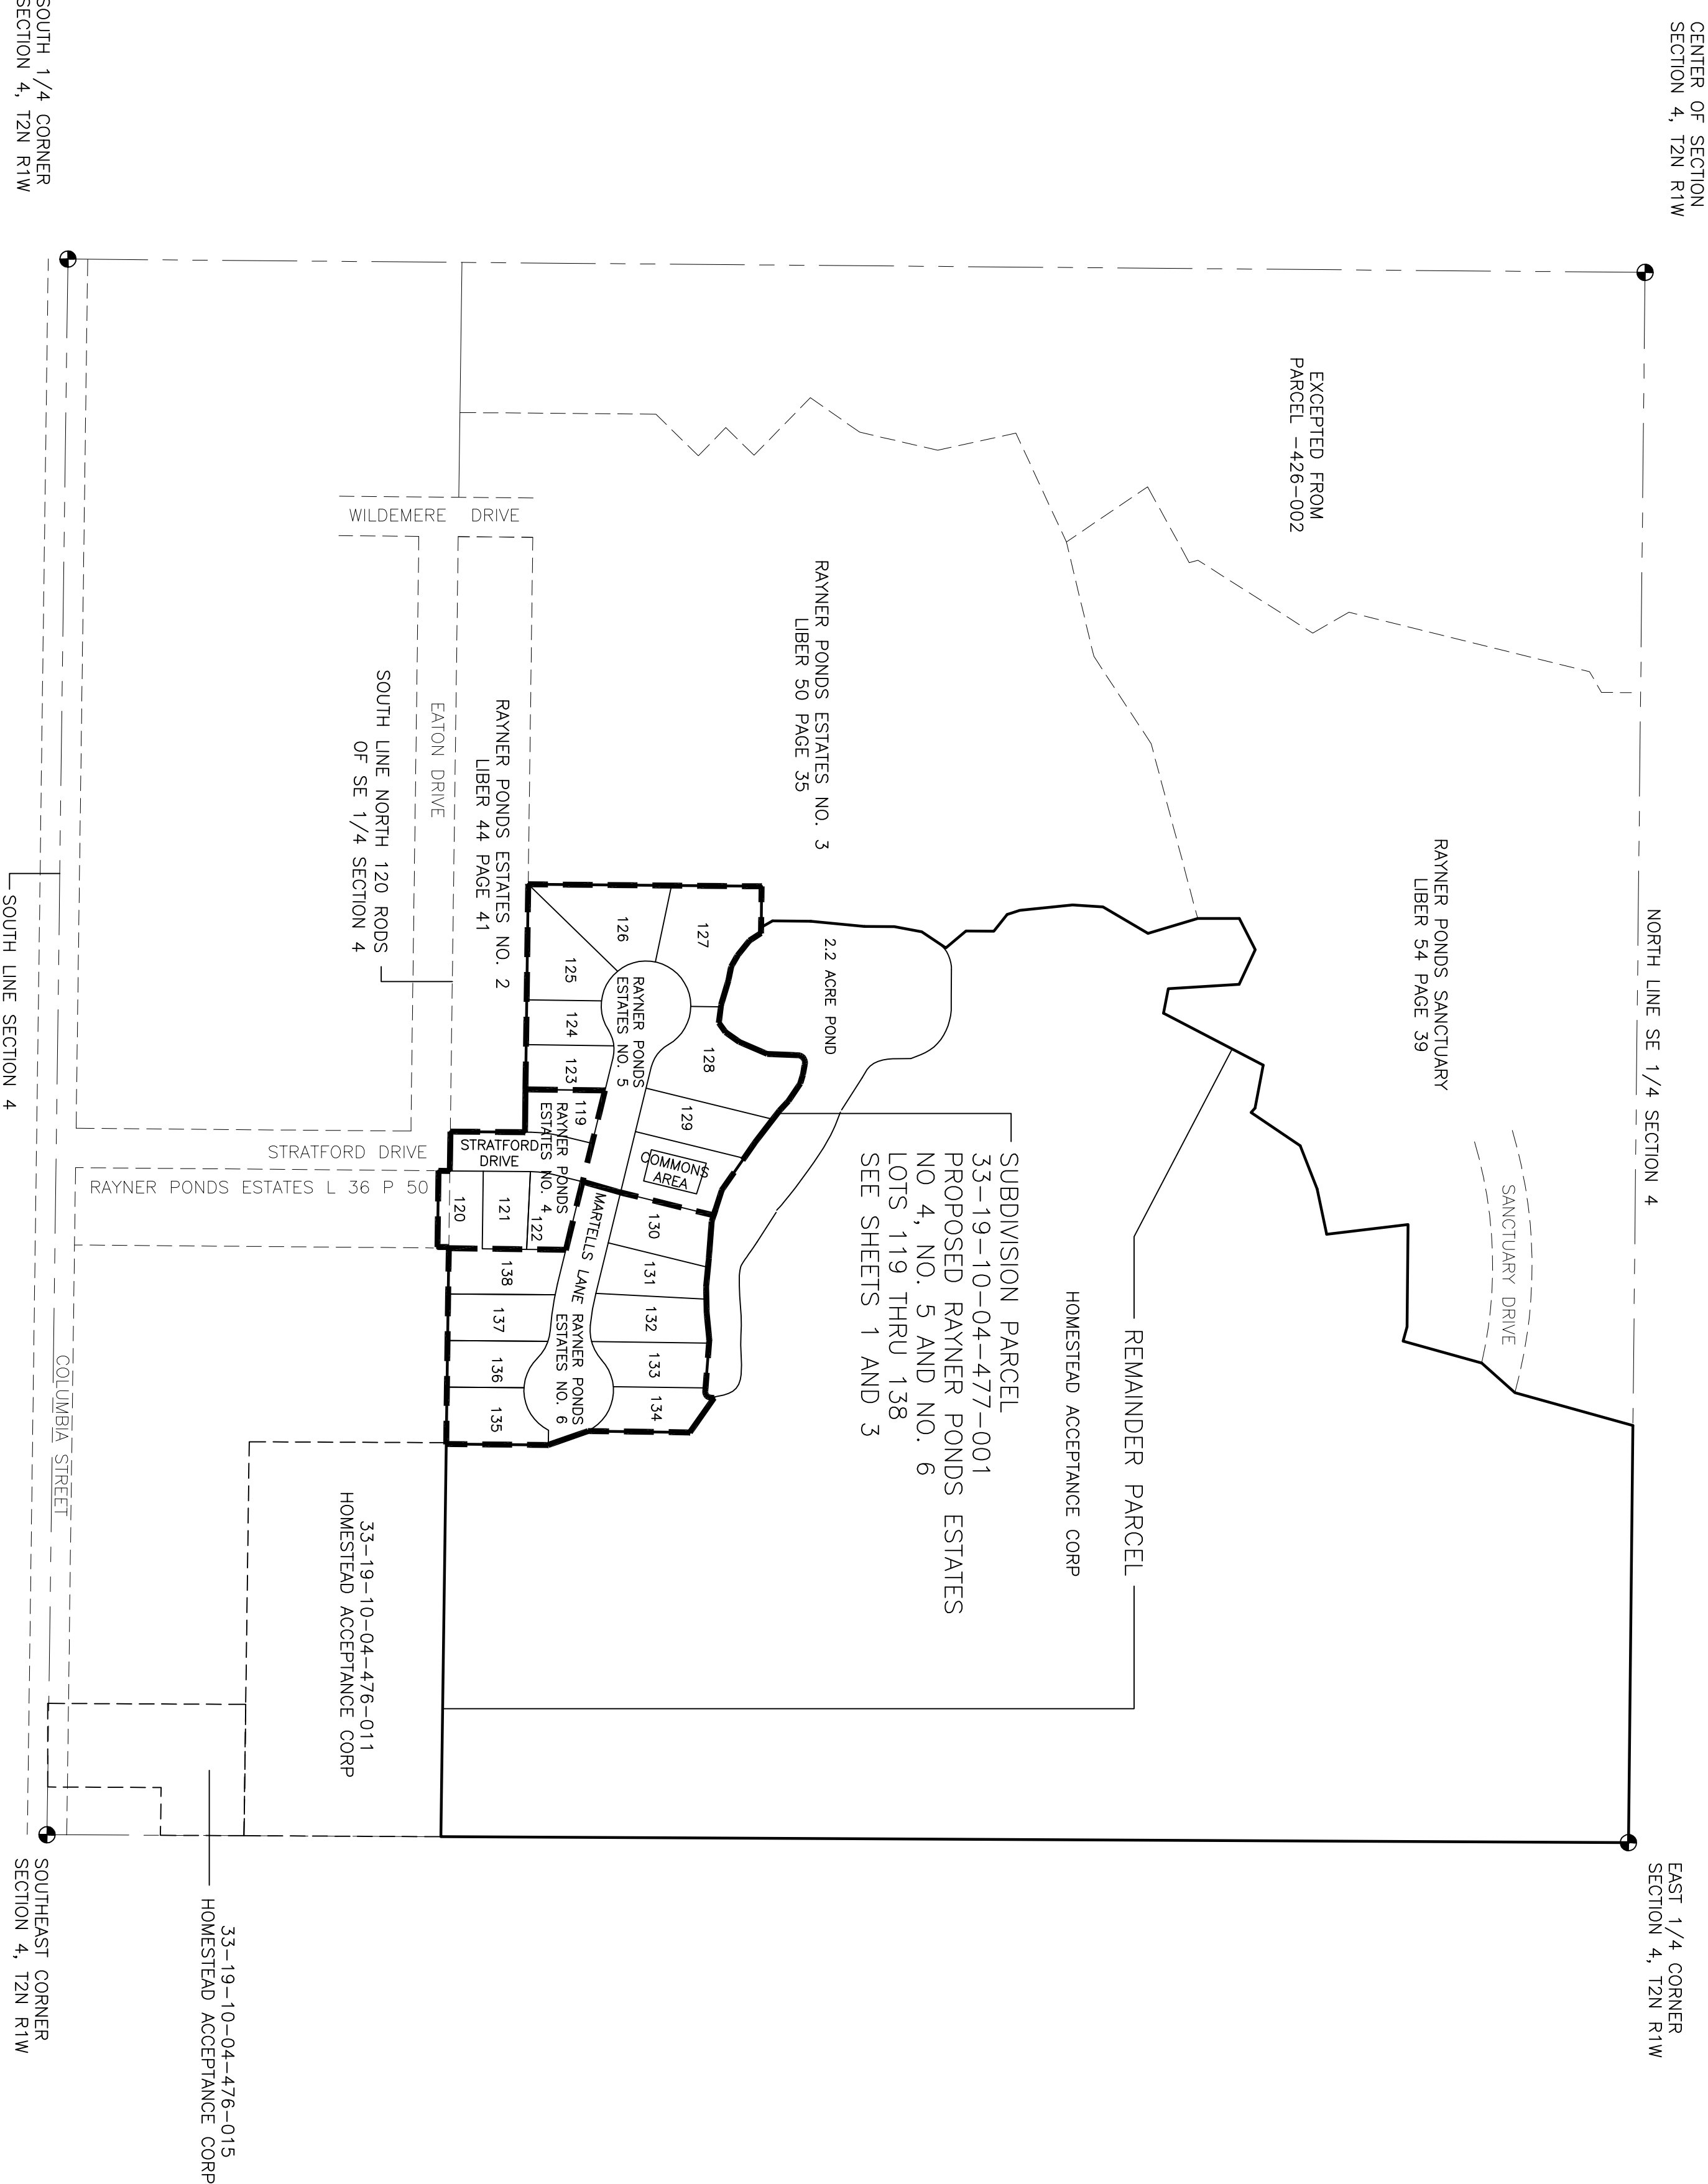 CENTER OF SECTION
SECTION 4, T2N R1W
NORTH LINE SE 1/4 SECTION 4
EAST 1/4 CORNER
SECTION 4, T2N R1W
EXCEPTED FROM
PARCEL -426-002
RAYNER PONDS SANCTUARY
LIBER 54 PAGE 39
SANCTUARY DRIVE
REMAINDER PARCEL
HOMESTEAD ACCEPTANCE CORP
SUBDIVISION PARCEL
33-19-10-04-477-001
PROPOSED RAYNER PONDS ESTATES
NO 4, NO. 5 AND NO. 6
LOTS 119 THRU 138
SEE SHEETS 1 AND 3
RAYNER PONDS ESTATES NO. 3
LIBER 50 PAGE 35
2.2 ACRE POND
127
128
129
COMMONS
AREA
130
131
132
133
134
126
125
124
123
RAYNER PONDS
ESTATES NO. 5
119
RAYNER PONDS
ESTATES NO. 4
MARTELLS LANE
RAYNER PONDS
ESTATES NO. 6
STRATFORD
DRIVE
122
121
120
138
137
136
135
RAYNER PONDS ESTATES NO. 2
LIBER 44 PAGE 41
WILDEMERE DRIVE
EATON DRIVE
SOUTH LINE NORTH 120 RODS
OF SE 1/4 SECTION 4
STRATFORD DRIVE
RAYNER PONDS ESTATES L 36 P 50
33-19-10-04-476-011
HOMESTEAD ACCEPTANCE CORP
33-19-10-04-476-015
HOMESTEAD ACCEPTANCE CORP
COLUMBIA STREET
SOUTH 1/4 CORNER
SECTION 4, T2N R1W
SOUTH LINE SECTION 4
SOUTHEAST CORNER
SECTION 4, T2N R1W